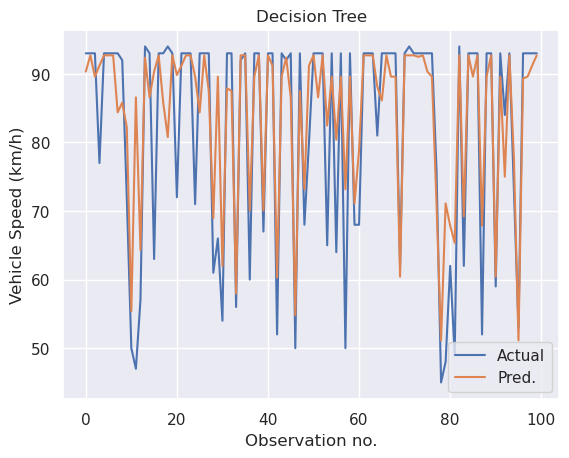 Decision Tree
Vehicle Speed (km/h)
90
80
70
60
50
0
20
40
60
80
100
Observation no.
Actual
Pred.